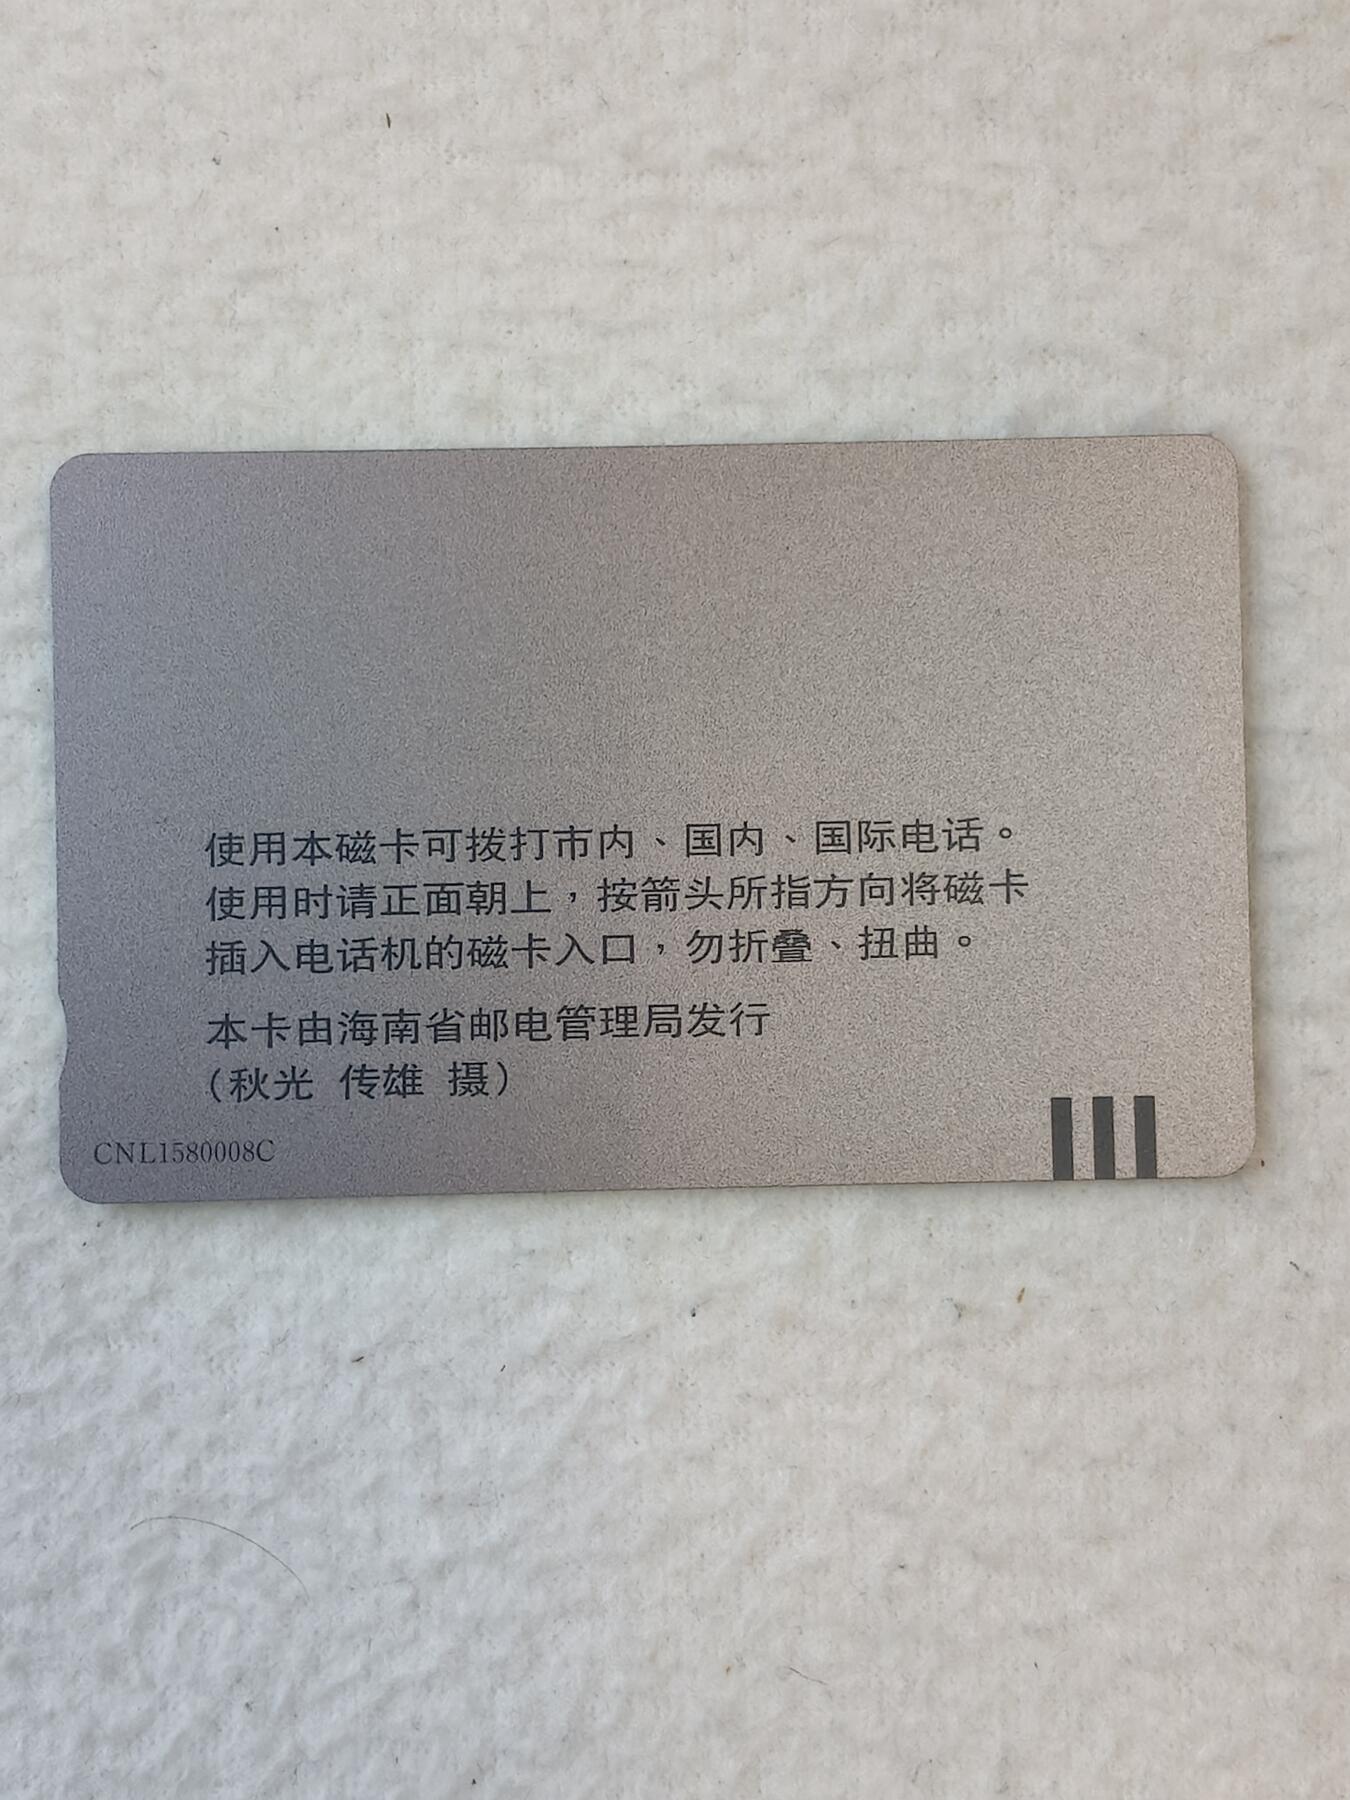 使用本磁卡可拨打市内、国内、国际电话。
使用时请正面朝上，按箭头所指方向将磁卡
插入电话机的磁卡入口，勿折叠、扭曲。
本卡由海南省邮电管理局发行
(秋光 传雄 摄)
CNL1580008C